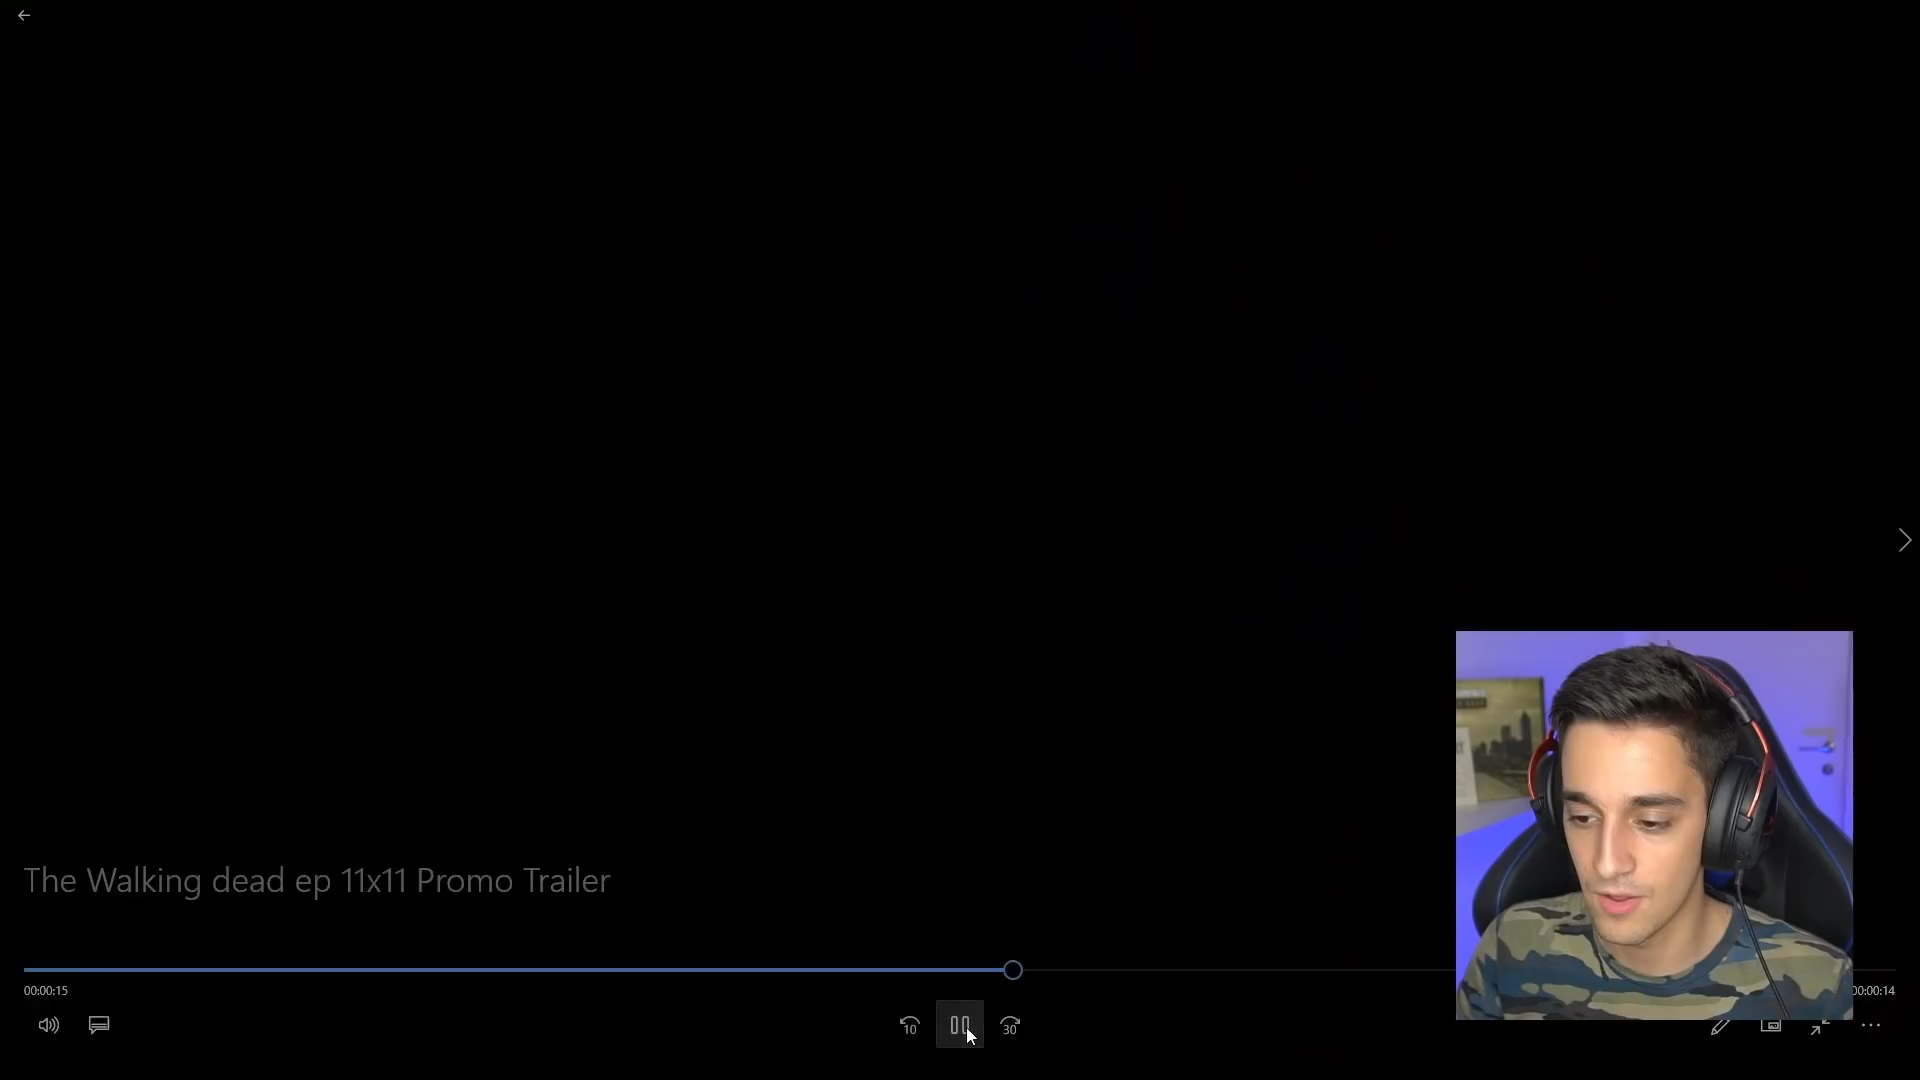 The Walking dead ep 11x11 Promo Trailer
00:00:15
00:00:14
10
30